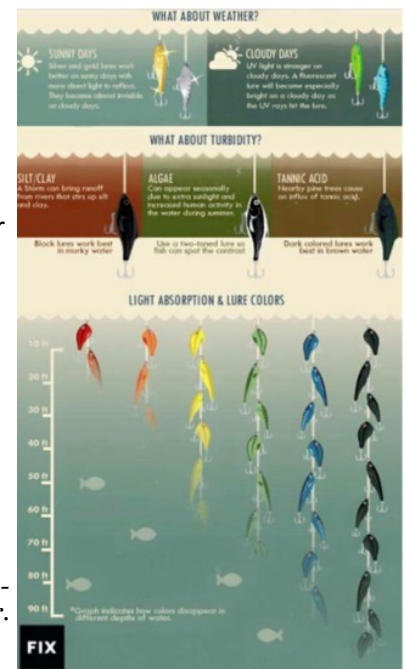 WHAT ABOUT WEATHER?
SUNNY DAYS
Silver and gold lures work
better on sunny days with
more direct light to reflect.
They become almost invisible
on cloudy days.
CLOUDY DAYS
UV light is stronger on
cloudy days. A fluorescent
lure will become especially
bright on a cloudy day as
the UV rays hit the lure.
WHAT ABOUT TURBIDITY?
SILT/CLAY
A Storm can bring runoff
from rivers that stirs up silt
and clay.
Black lures work best
in murky water
ALGAE
Can appear seasonally
due to extra sunlight and
increased human activity in
the water during summer.
Use a two-toned lure so
fish can spot the contrast
TANNIC ACID
Nearby pine trees cause
an influx of tannic acid.
Dark colored lures work
best in brown water
LIGHT ABSORPTION & LURE COLORS
10 ft
20 ft
30 ft
40 ft
50 ft
60 ft
70 ft
80 ft
90 ft
*Graph indicates how colors disappear in
different depths of water.
FIX